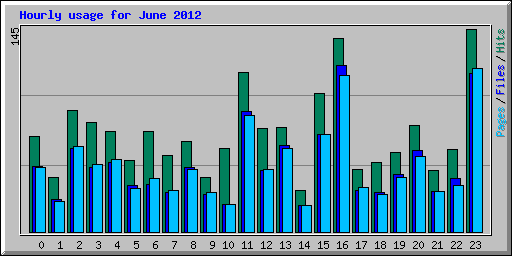 Hourly usage for June 2012
145
Pages/Files/Hits
0 1 2 3 4 5 6 7 8 9 10 11 12 13 14 15 16 17 18 19 20 21 22 23